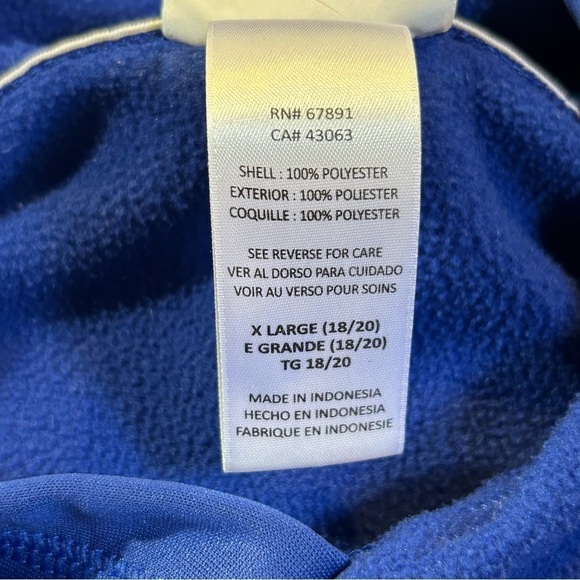 RN# 67891
CA# 43063
SHELL : 100% POLYESTER
EXTERIOR : 100% POLIESTER
COQUILLE : 100% POLYESTER
SEE REVERSE FOR CARE
VER AL DORSO PARA CUIDADO
VOIR AU VERSO POUR SOINS
X LARGE (18/20)
E GRANDE (18/20)
TG 18/20
MADE IN INDONESIA
HECHO EN INDONESIA
FABRIQUE EN INDONESIE